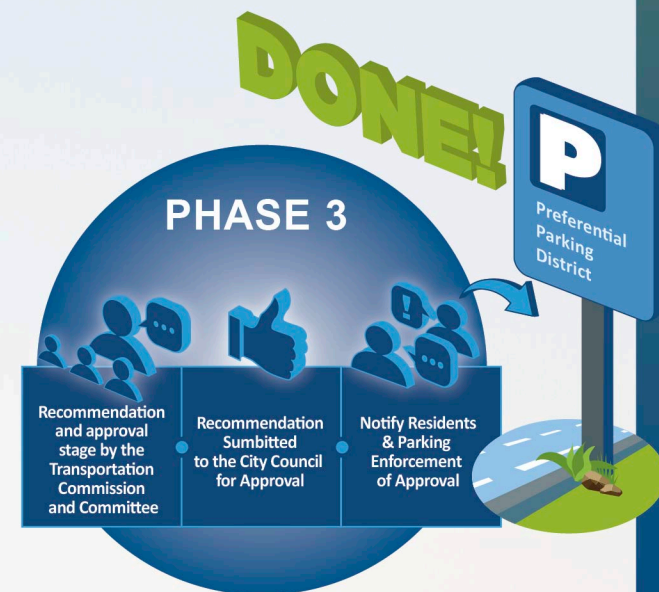 DONE!
PHASE 3
P
Preferential
Parking
District
Recommendation
and approval
stage by the
Transportation
Commission
and Committee
Recommendation
Sumbitted
to the City Council
for Approval
Notify Residents
& Parking
Enforcement
of Approval